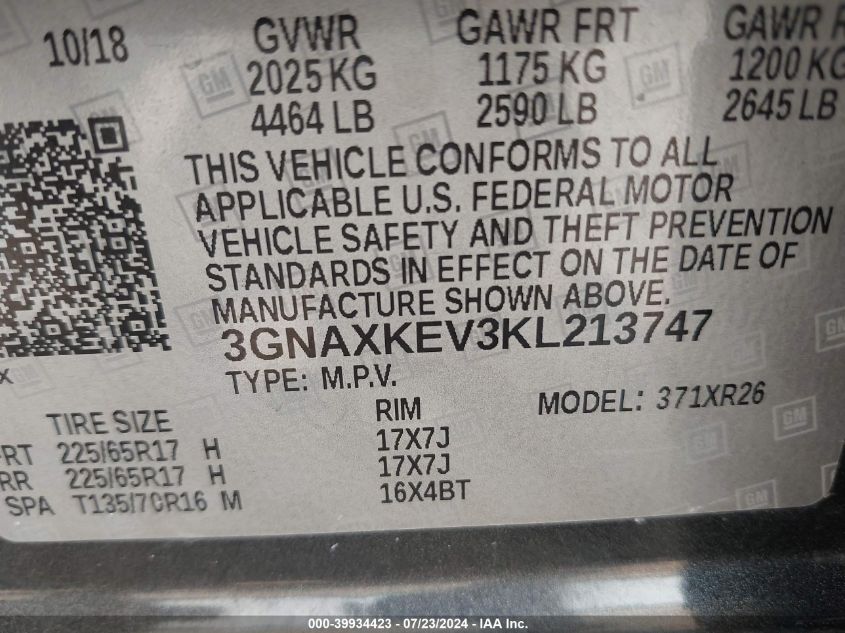 10/18 GVWR GAWR FRT GAWR
2025 KG 1175 KG 1200 KG
4464 LB 2590 LB 2645 LB
THIS VEHICLE CONFORMS TO ALL
APPLICABLE U.S. FEDERAL MOTOR
VEHICLE SAFETY AND THEFT PREVENTION
STANDARDS IN EFFECT ON THE DATE OF
MANUFACTURE SHOWN ABOVE.
3GNAXKEV3KL213747
TYPE: M.P.V.
TIRE SIZE RIM MODEL: 371XR26
FRT 225/65R17 H 17X7J
RR 225/65R17 H 17X7J
SPA T135/70R16 M 16X4BT
000-39934423 - 07/23/2024 - IAA Inc.